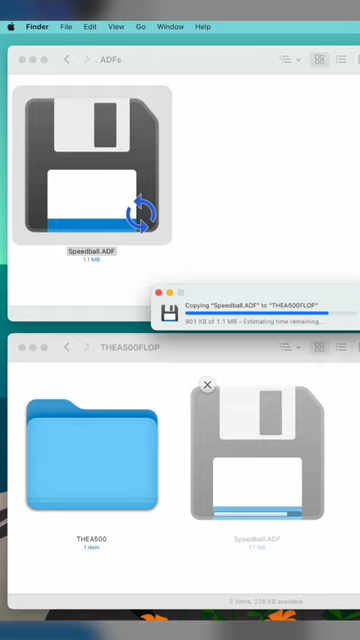 Finder File Edit View Go Window Help
ADFs
Speedball.ADF
1.1 MB
Copying "Speedball.ADF" to "THEA500FLOP"
901 KB of 1.1 MB - Estimating time remaining...
THEA500FLOP
THEA500
1 item
Speedball.ADF
1.1 MB
2 items, 229 KB available